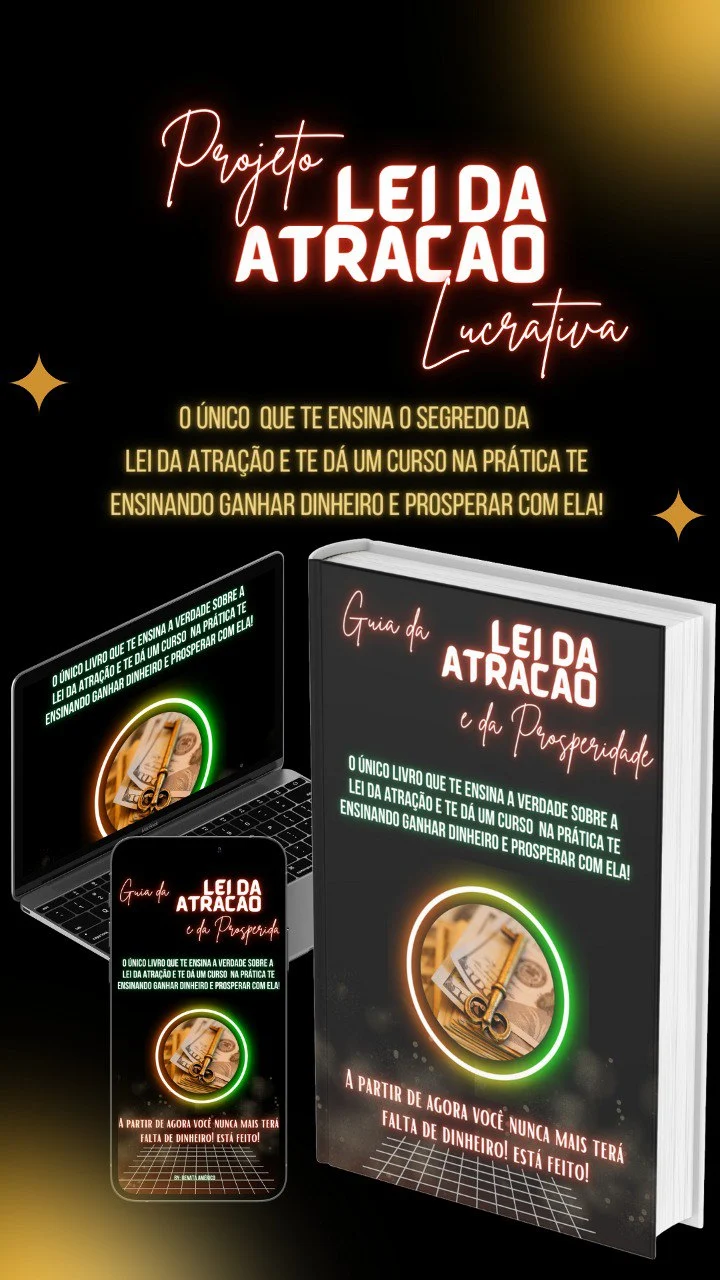 Projeto
LEI DA
ATRACAO
Lucrativa
O ÚNICO QUE TE ENSINA O SEGREDO DA
LEI DA ATRAÇÃO E TE DÁ UM CURSO NA PRÁTICA TE
ENSINANDO GANHAR DINHEIRO E PROSPERAR COM ELA!
O ÚNICO LIVRO QUE TE ENSINA A VERDADE SOBRE A
LEI DA ATRAÇÃO E TE DÁ UM CURSO NA PRÁTICA TE
ENSINANDO GANHAR DINHEIRO E PROSPERAR COM ELA!
Guia da
LEI DA
ATRACAO
e da Prosperidade
O ÚNICO LIVRO QUE TE ENSINA A VERDADE SOBRE A
LEI DA ATRAÇÃO E TE DÁ UM CURSO NA PRÁTICA TE
ENSINANDO GANHAR DINHEIRO E PROSPERAR COM ELA!
A PARTIR DE AGORA VOCÊ NUNCA MAIS TERÁ
FALTA DE DINHEIRO! ESTÁ FEITO!
Guia da
LEI DA
ATRACAO
e da Prosperida
O ÚNICO LIVRO QUE TE ENSINA A VERDADE SOBRE A
LEI DA ATRAÇÃO E TE DÁ UM CURSO NA PRÁTICA TE
ENSINANDO GANHAR DINHEIRO E PROSPERAR COM ELA!
A PARTIR DE AGORA VOCÊ NUNCA MAIS TERÁ
FALTA DE DINHEIRO! ESTÁ FEITO!
BY: RENATA AMÉRICO